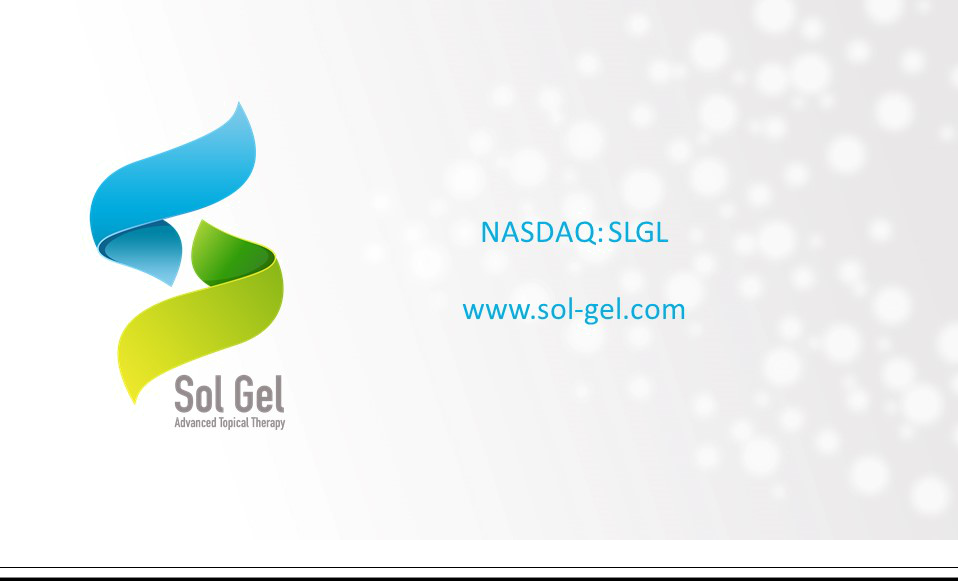 NASDAQ: SLGL
www.sol-gel.com
Sol Gel
Advanced Topical Therapy